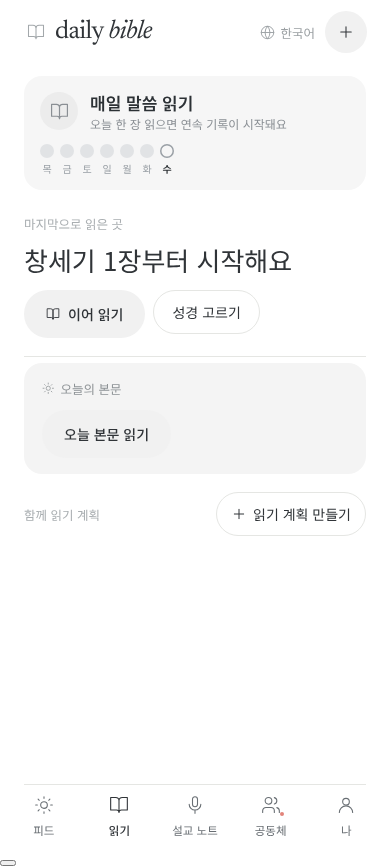 daily bible
한국어
매일 말씀 읽기
오늘 한 장 읽으면 연속 기록이 시작돼요
목 금 토 일 월 화 수
마지막으로 읽은 곳
창세기 1장부터 시작해요
이어 읽기
성경 고르기
오늘의 본문
오늘 본문 읽기
함께 읽기 계획
+ 읽기 계획 만들기
피드
읽기
설교 노트
공동체
나